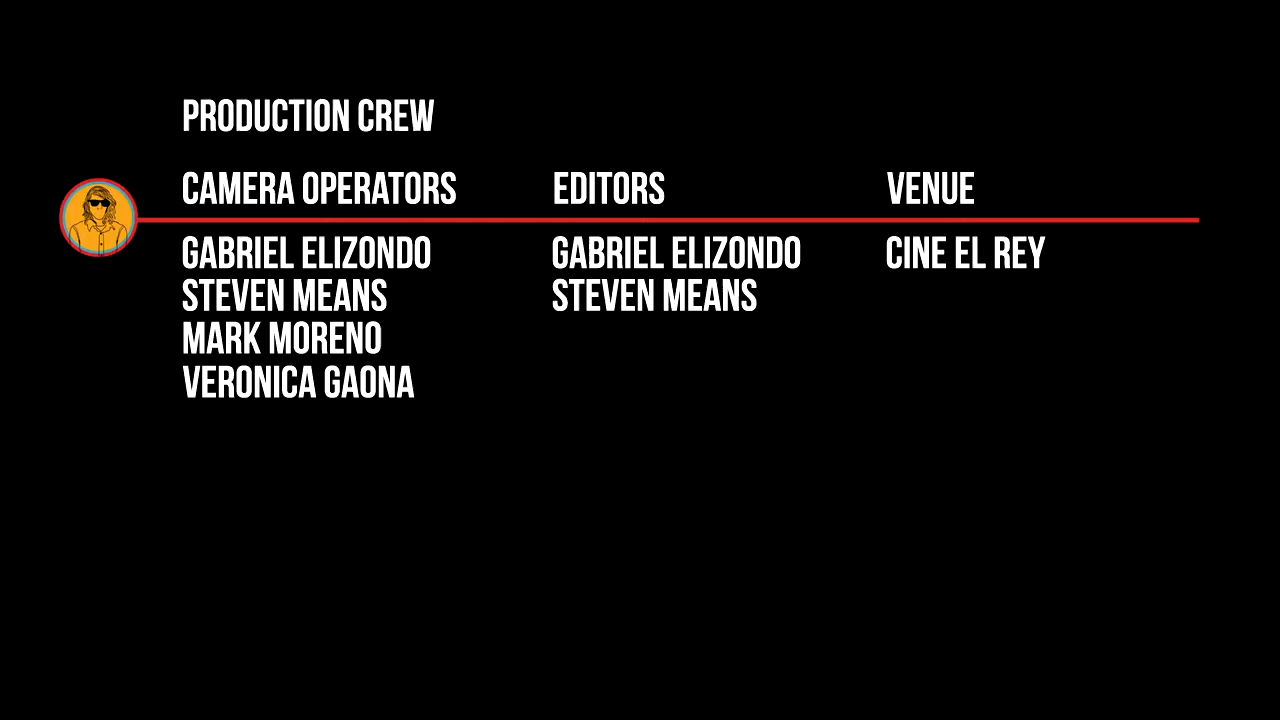 PRODUCTION CREW
CAMERA OPERATORS
GABRIEL ELIZONDO
STEVEN MEANS
MARK MORENO
VERONICA GAONA
EDITORS
GABRIEL ELIZONDO
STEVEN MEANS
VENUE
CINE EL REY